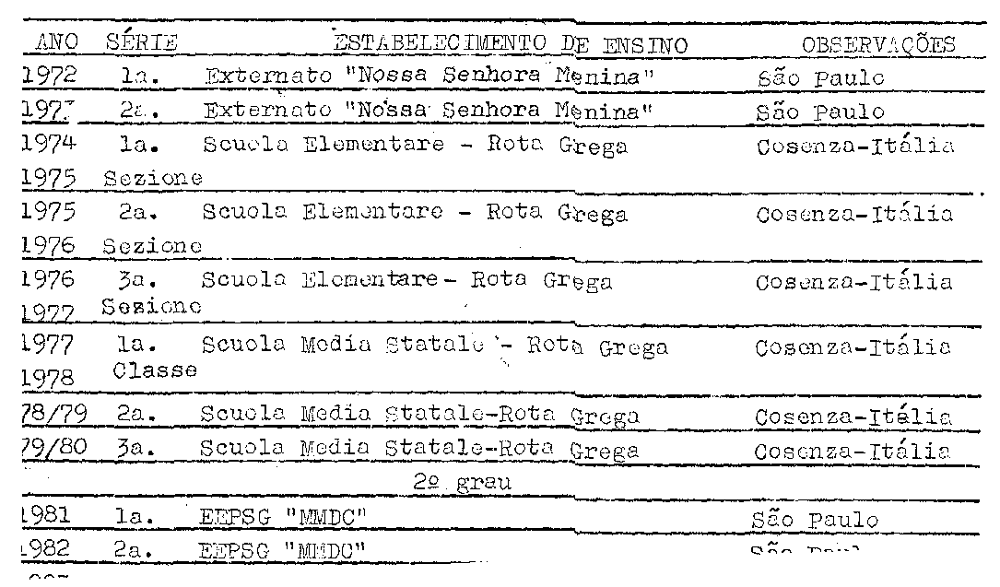 ANO SÉRIE ESTABELECIMENTO DE ENSINO OBSERVAÇÕES
1972 1a. Externato "Nossa Senhora Menina" São Paulo
1973 2a. Externato "Nossa Senhora Menina" São Paulo
1974 1a. Scuola Elementare - Rota Grega Cosenza-Itália
1975 Sezione
1975 2a. Scuola Elementare - Rota Grega Cosenza-Itália
1976 Sezione
1976 3a. Scuola Elementare- Rota Grega Cosenza-Itália
1977 Sezione
1977 1a. Scuola Media Statale - Rota Grega Cosenza-Itália
1978 Classe
78/79 2a. Scuola Media Statale-Rota Grega Cosenza-Itália
79/80 3a. Scuola Media Statale-Rota Grega Cosenza-Itália
2º grau
1981 1a. EEPSG "MMDC" São Paulo
1982 2a. EEPSG "MMDC"